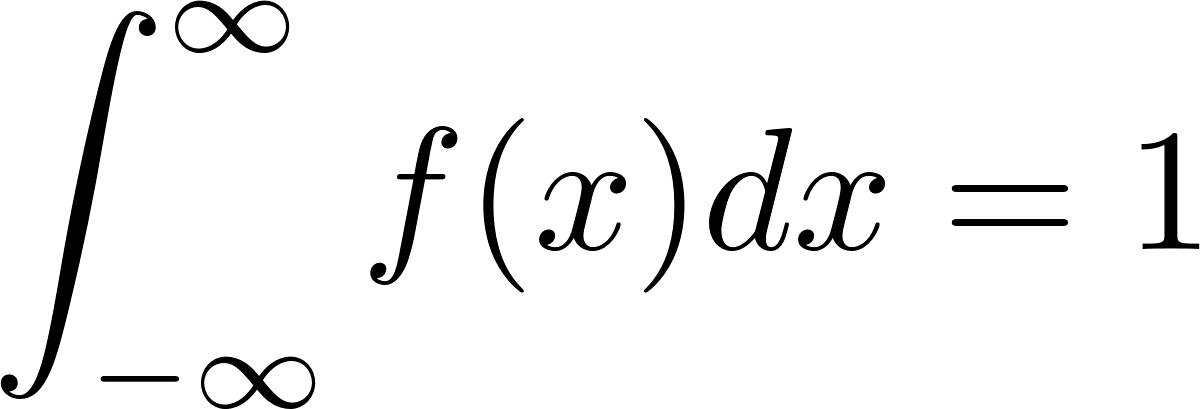 ∫_{-∞}^{∞} f(x)dx = 1